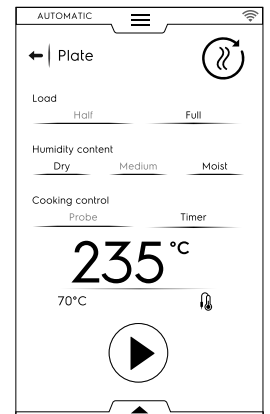 AUTOMATIC
Plate
Load
Half Full
Humidity content
Dry Medium Moist
Cooking control
Probe Timer
235 °C
70°C